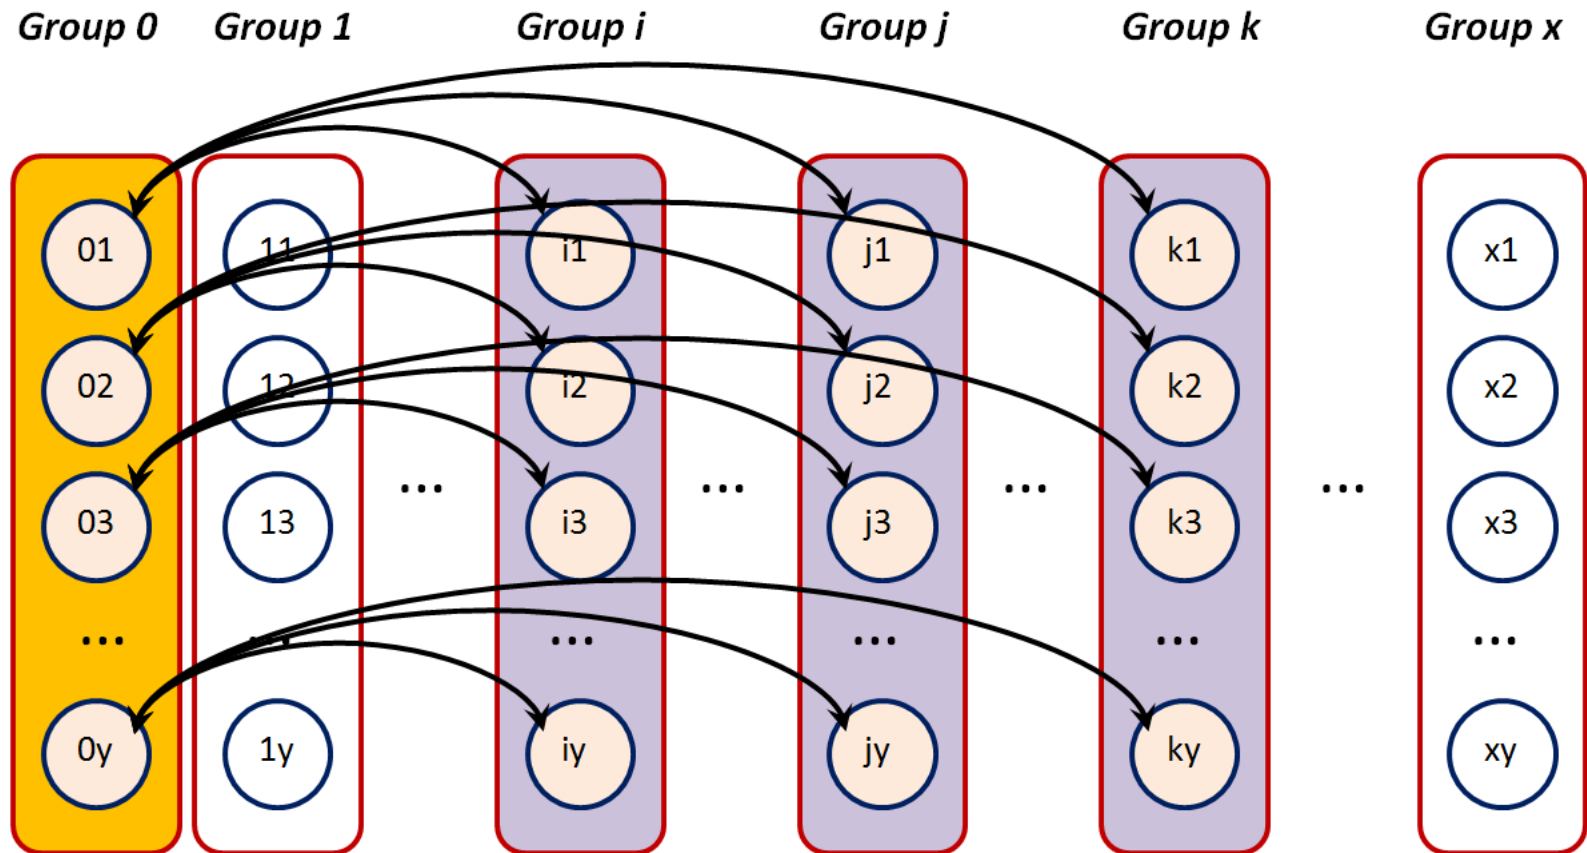 Group 0 Group 1 Group i Group j Group k Group x
01 11 i1 j1 k1 x1
02 12 i2 j2 k2 x2
03 13 i3 j3 k3 x3
... ... ... ...
... ... ... ... ... ...
0y 1y iy jy ky xy